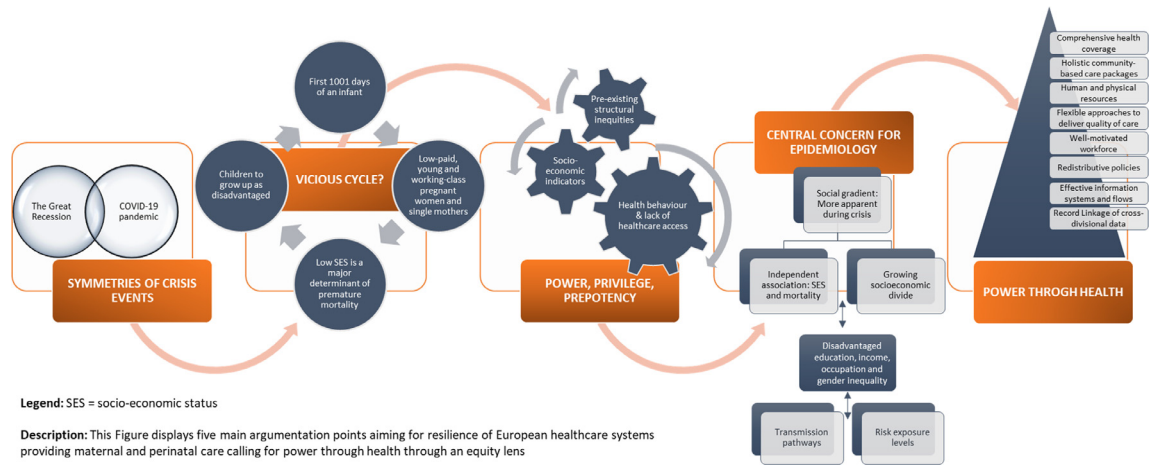 The Great
Recession
COVID-19
pandemic
SYMMETRIES OF CRISIS
EVENTS
First 1001 days
of an infant
Low-paid,
young and
working-class
pregnant
women and
single mothers
Low SES is a
major
determinant of
premature
mortality
Children to
grow up as
disadvantaged
VICIOUS CYCLE?
Pre-existing
structural
inequities
Socio-
economic
indicators
Health behaviour
& lack of
healthcare access
POWER, PRIVILEGE,
PREPOTENCY
CENTRAL CONCERN FOR
EPIDEMIOLOGY
Social gradient:
More apparent
during crisis
Independent
association: SES
and mortality
Growing
socioeconomic
divide
Disadvantaged
education, income,
occupation and
gender inequality
Transmission
pathways
Risk exposure
levels
Comprehensive health
coverage
Holistic community-
based care packages
Human and physical
resources
Flexible approaches to
deliver quality of care
Well-motivated
workforce
Redistributive policies
Effective information
systems and flows
Record Linkage of cross-
divisional data
POWER THROGH HEALTH
Legend: SES = socio-economic status
Description: This Figure displays five main argumentation points aiming for resilience of European healthcare systems
providing maternal and perinatal care calling for power through health through an equity lens